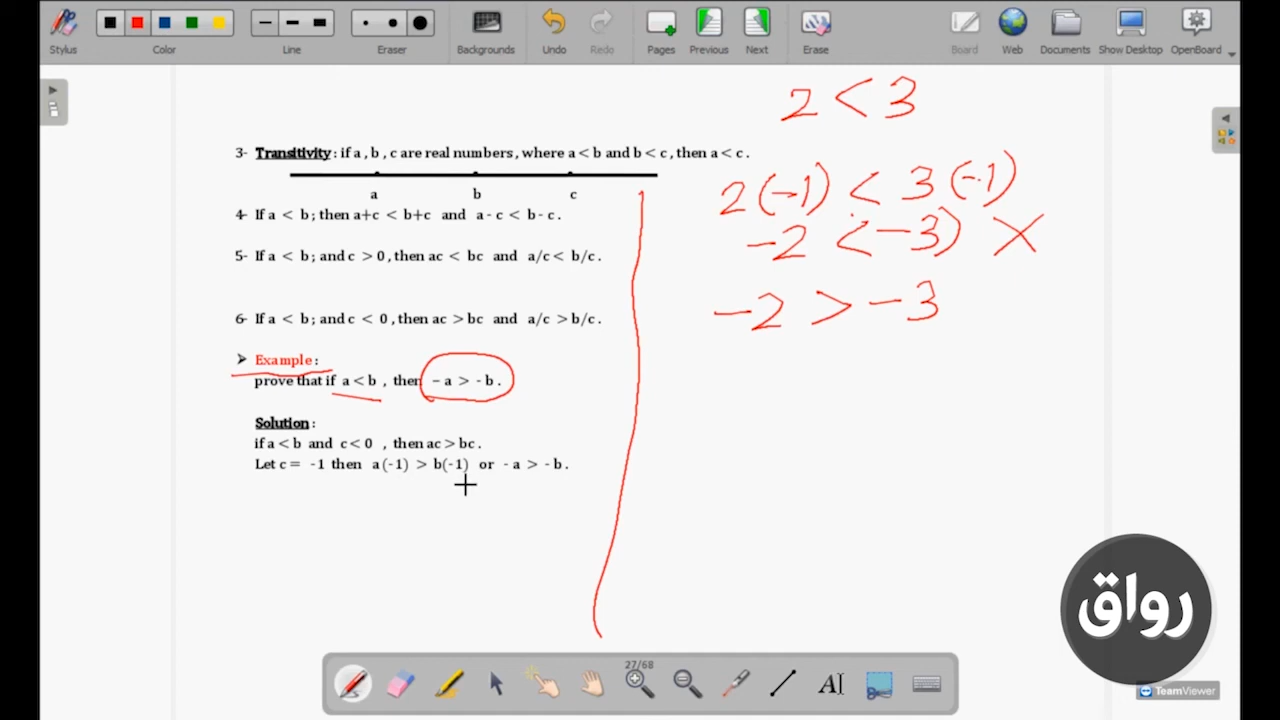 Stylus Color Line Eraser Backgrounds Undo Redo Pages Previous Next Erase Board Web Documents Show Desktop OpenBoard
2 < 3
3- Transitivity : if a , b , c are real numbers , where a < b and b < c , then a < c .
a b c
2 (-1) < 3 (-1)
4- If a < b ; then a+c < b+c and a - c < b - c .
-2 < -3) X
5- If a < b ; and c > 0 , then ac < bc and a/c < b/c .
-2 > -3
6- If a < b ; and c < 0 , then ac > bc and a/c > b/c .
➤ Example :
prove that if a < b , then - a > - b .
Solution :
if a < b and c < 0 , then ac > bc .
Let c = -1 then a (-1) > b(-1) or - a > - b .
رواق
27/68
AI
TeamViewer